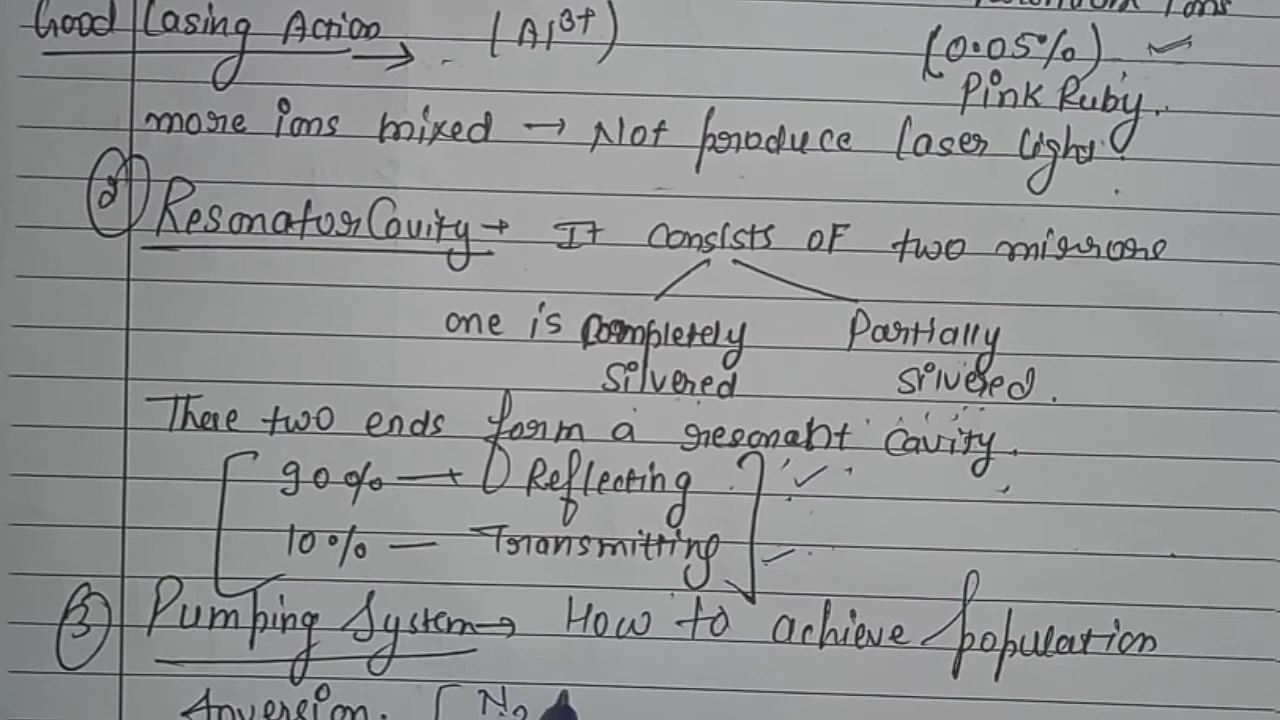 Ions
Good Lasing Action → (Al3+) (0.05%)
Pink Ruby.
more ions mixed → Not produce laser light.
2 Resonator Cavity → It consists of two mirrors
one is completely silvered
Partially silvered.
These two ends form a resonant cavity.
90% → Reflecting
10% — Transmitting
3 Pumping System → How to achieve population
Inversion. [N2